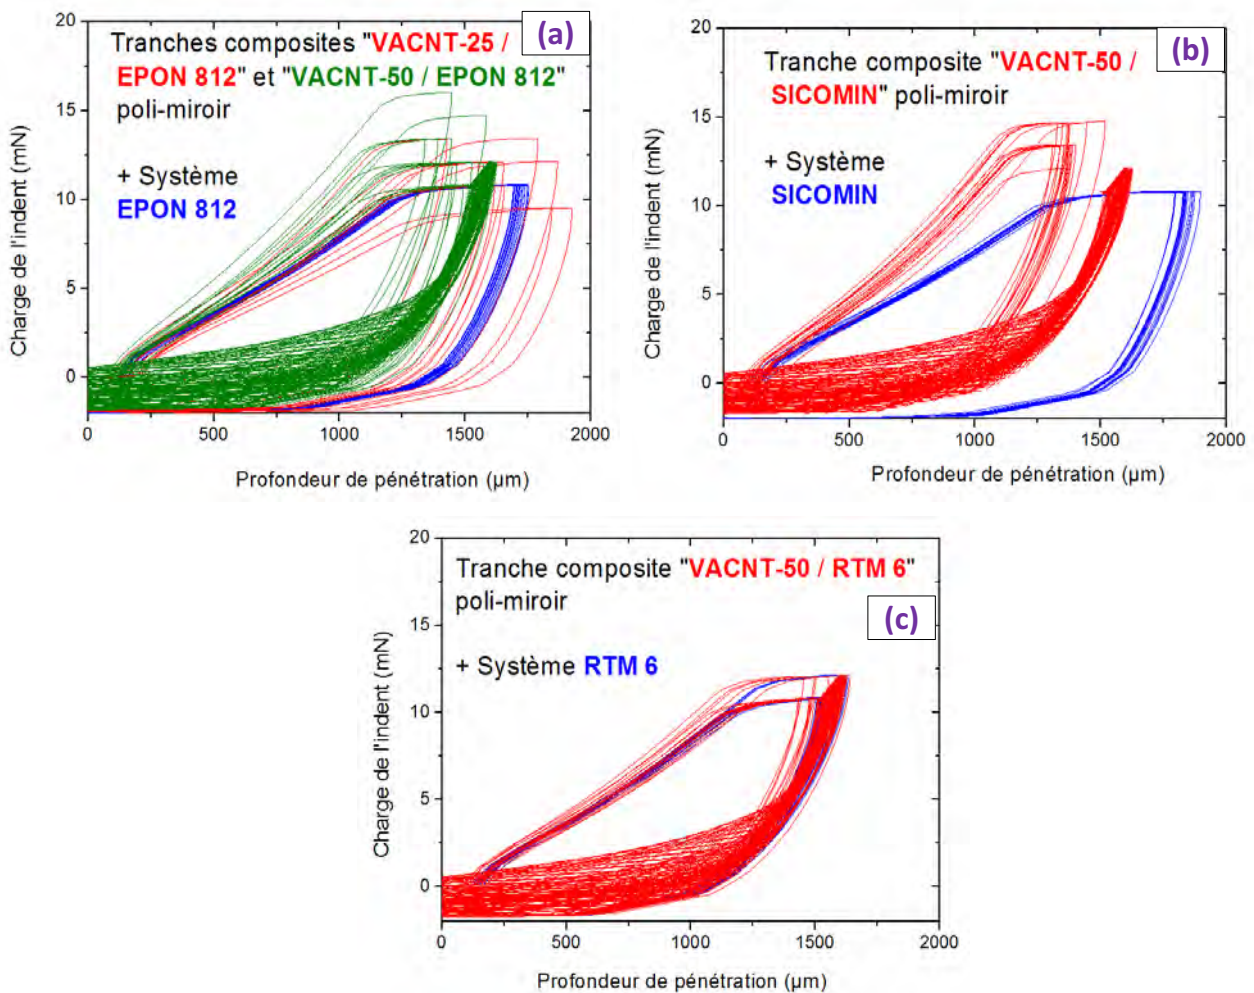 20
15
10
5
0
Charge de l'indent (mN)
Tranches composites "VACNT-25 /
EPON 812" et "VACNT-50 / EPON 812"
poli-miroir
+ Système
EPON 812
(a)
0 500 1000 1500 2000
Profondeur de pénétration (µm)
20
15
10
5
0
Charge de l'indent (mN)
Tranche composite "VACNT-50 /
SICOMIN" poli-miroir
+ Système
SICOMIN
(b)
0 500 1000 1500 2000
Profondeur de pénétration (µm)
20
15
10
5
0
Charge de l'indent (mN)
Tranche composite "VACNT-50 / RTM 6"
poli-miroir
+ Système RTM 6
(c)
0 500 1000 1500 2000
Profondeur de pénétration (µm)